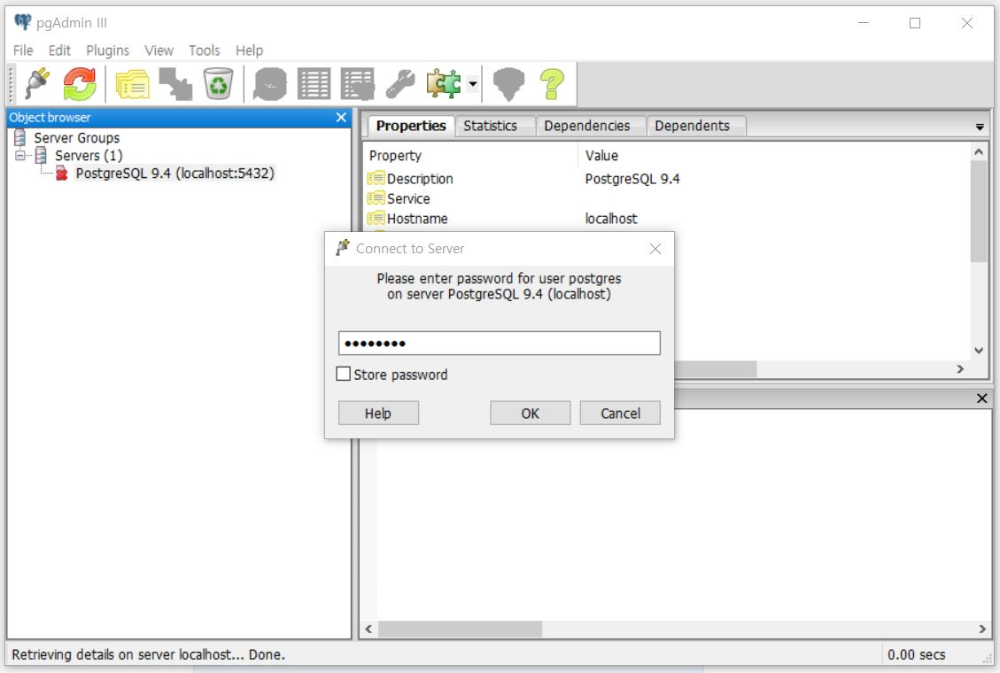 pgAdmin III
File Edit Plugins View Tools Help
Object browser
Server Groups
Servers (1)
PostgreSQL 9.4 (localhost:5432)
Properties Statistics Dependencies Dependents
Property Value
Description PostgreSQL 9.4
Service
Hostname localhost
Connect to Server
Please enter password for user postgres
on server PostgreSQL 9.4 (localhost)
••••••••
Store password
Help OK Cancel
Retrieving details on server localhost... Done. 0.00 secs